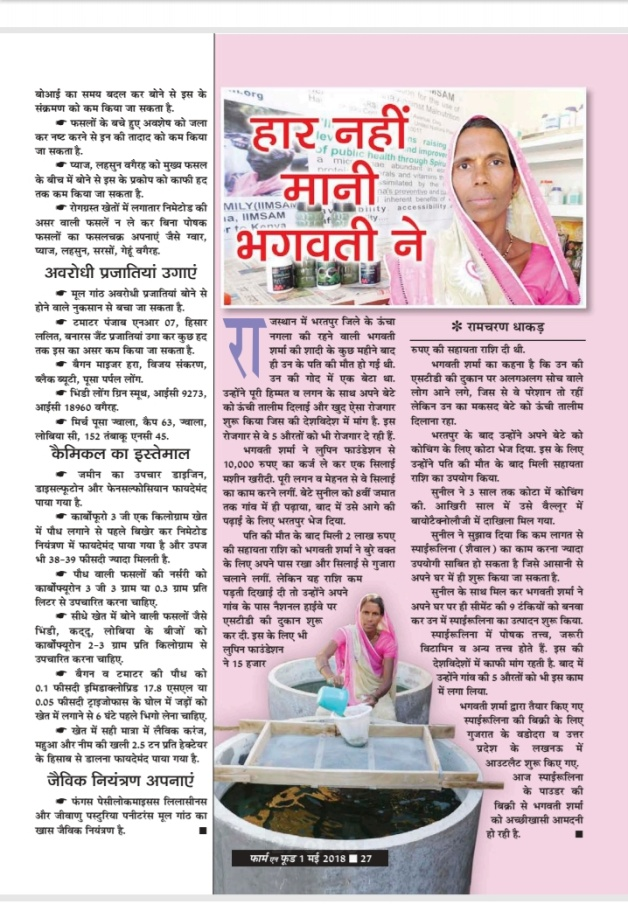 बोआई का समय बदल कर बोने से इस के
संक्रमण को कम किया जा सकता है.
☛ फसलों के बचे हुए अवशेष को जला
कर नष्ट करने से इन की तादाद को कम किया
जा सकता है.
☛ प्याज, लहसुन वगैरह को मुख्य फसल
के बीच में बोने से इस के प्रकोप को काफी हद
तक कम किया जा सकता है.
☛ रोगग्रस्त खेतों में लगातार निमेटोड की
असर वाली फसलें न ले कर बिना पोषक
फसलों का फसलचक्र अपनाएं जैसे ग्वार,
प्याज, लहसुन, सरसों, गेहूं वगैरह.
अवरोधी प्रजातियां उगाएं
☛ मूल गांठ अवरोधी प्रजातियां बोने से
होने वाले नुकसान से बचा जा सकता है.
☛ टमाटर पंजाब एनआर 07, हिसार
ललित, बनारस जैंट प्रजातियां उगा कर कुछ हद
तक इस का असर कम किया जा सकता है.
☛ बैगन माइजर हरा, विजय संकरण,
ब्लैक ब्यूटी, पूसा पर्पल लौंग.
☛ भिंडी लौंग ग्रिन स्मूथ, आईसी 9273,
आईसी 18960 वगैरह.
☛ मिर्च पूसा ज्वाला, कैप 63, ज्वाला,
लोबिया सी, 152 तंबाकू एनसी 45.
कैमिकल का इस्तेमाल
☛ जमीन का उपचार डाइजिन,
डाइसल्फूटोन और फेनसल्फोसियान फायदेमंद
पाया गया है.
☛ कार्बोफूरो 3 जी एक किलोग्राम खेत
में पौध लगाने से पहले बिखेर कर निमेटोड
नियंत्रण में फायदेमंद पाया गया है और उपज
भी 38-39 फीसदी ज्यादा मिलती है.
☛ पौध वाली फसलों की नर्सरी को
कार्बोफ्यूरोन 3 जी 3 ग्राम या 0.3 ग्राम प्रति
लिटर से उपचारित करना चाहिए.
☛ सीधे खेत में बोने वाली फसलों जैसे
भिंडी, कद्दू, लोबिया के बीजों को
कार्बोफ्यूरोन 2-3 ग्राम प्रति किलोग्राम से
उपचारित करना चाहिए.
☛ बैगन व टमाटर की पौध को
0.1 फीसदी इमिडाक्लोप्रिड 17.8 एसएल या
0.05 फीसदी ट्राइजोफास के घोल में जड़ों को
खेत में लगाने से 6 घंटे पहले भिगो लेना चाहिए.
☛ खेत में सही मात्रा में लैविक करंज,
महुआ और नीम की खली 2.5 टन प्रति हेक्टेयर
के हिसाब से डालना फायदेमंद पाया गया है.
जैविक नियंत्रण अपनाएं
☛ फंगस पेसीलोकमाइसस लिलासीनस
और जीवाणु पस्टुरिया पनीटरंस मूल गांठ का
खास जैविक नियंत्रण है. ■
हार नहीं
मानी
भगवती ने
✻ रामचरण धाकड़
राजस्थान में भरतपुर जिले के ऊंचा
नगला की रहने वाली भगवती
शर्मा की शादी के कुछ महीने बाद
ही उन के पति की मौत हो गई थी.
उन की गोद में एक बेटा था.
उन्होंने पूरी हिम्मत व लगन के साथ अपने बेटे
को ऊंची तालीम दिलाई और खुद ऐसा रोजगार
शुरू किया जिस की देशविदेश में मांग है. इस
रोजगार से वे 5 औरतों को भी रोजगार दे रही हैं.
भगवती शर्मा ने लुपिन फाउंडेशन से
10,000 रुपए का कर्ज ले कर एक सिलाई
मशीन खरीदी. पूरी लगन व मेहनत से वे सिलाई
का काम करने लगीं. बेटे सुनील को 8वीं जमात
तक गांव में ही पढ़ाया, बाद में उसे आगे की
पढ़ाई के लिए भरतपुर भेज दिया.
पति की मौत के बाद मिली 2 लाख रुपए
की सहायता राशि को भगवती शर्मा ने बुरे वक्त
के लिए अपने पास रखा और सिलाई से गुजारा
चलाने लगीं. लेकिन यह राशि कम
पड़ती दिखाई दी तो उन्होंने अपने
गांव के पास नैशनल हाईवे पर
एसटीडी की दुकान शुरू
कर दी. इस के लिए भी
लुपिन फाउंडेशन
ने 15 हजार
रुपए की सहायता राशि दी थी.
भगवती शर्मा का कहना है कि उन की
एसटीडी की दुकान पर अलगअलग सोच वाले
लोग आने लगे, जिस से वे परेशान तो रहीं
लेकिन उन का मकसद बेटे को ऊंची तालीम
दिलाना रहा.
भरतपुर के बाद उन्होंने अपने बेटे को
कोचिंग के लिए कोटा भेज दिया. इस के लिए
उन्होंने पति की मौत के बाद मिली सहायता
राशि का उपयोग किया.
सुनील ने 3 साल तक कोटा में कोचिंग
की. आखिरी साल में उसे वैल्लूर में
बायोटैक्नोलौजी में दाखिला मिल गया.
सुनील ने सुझाव दिया कि कम लागत से
स्पाईरूलिना (शैवाल) का काम करना ज्यादा
उपयोगी साबित हो सकता है जिसे आसानी से
अपने घर में ही शुरू किया जा सकता है.
सुनील के साथ मिल कर भगवती शर्मा ने
अपने घर पर ही सीमेंट की 9 टंकियों को बनवा
कर उन में स्पाईरूलिना का उत्पादन शुरू किया.
स्पाईरूलिना में पोषक तत्त्व, जरूरी
विटामिन व अन्य तत्त्व होते हैं. इस की
देशविदेशों में काफी मांग रहती है. बाद में
उन्होंने गांव की 5 औरतों को भी इस काम
में लगा लिया.
भगवती शर्मा द्वारा तैयार किए गए
स्पाईरूलिना की बिक्री के लिए
गुजरात के वडोदरा व उत्तर
प्रदेश के लखनऊ में
आउटलैट शुरू किए गए.
आज स्पाईरूलिना
के पाउडर की
बिक्री से भगवती शर्मा
को अच्छीखासी आमदनी
हो रही है. ■
फार्म एन फूड 1 मई 2018 ■ 27